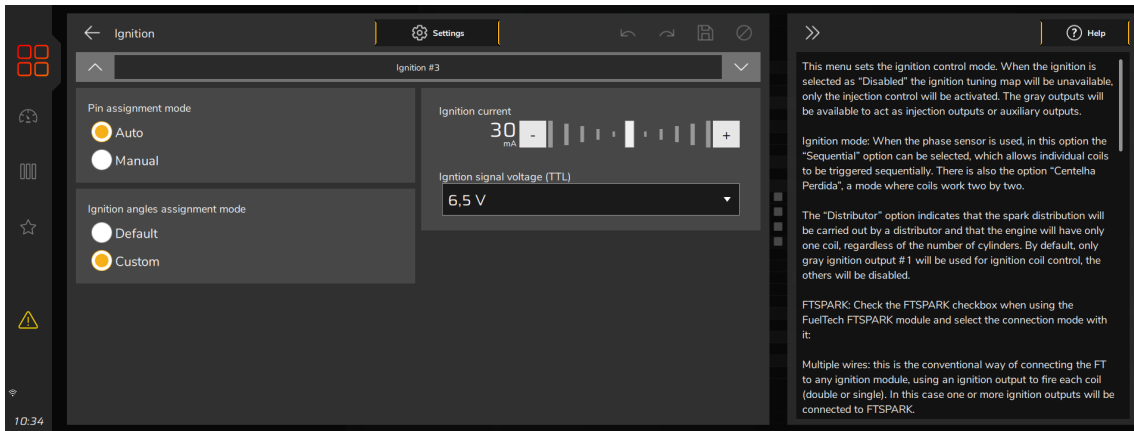 Ignition
Settings
Ignition #3
Pin assignment mode
Auto
Manual
Ignition angles assignment mode
Default
Custom
Ignition current
30
mA
-
+
Igntion signal voltage (TTL)
6,5 V
10:34
Help
This menu sets the ignition control mode. When the ignition is
selected as “Disabled” the ignition tuning map will be unavailable,
only the injection control will be activated. The gray outputs will
be available to act as injection outputs or auxiliary outputs.
Ignition mode: When the phase sensor is used, in this option the
“Sequential” option can be selected, which allows individual coils
to be triggered sequentially. There is also the option “Centelha
Perdida”, a mode where coils work two by two.
The “Distributor” option indicates that the spark distribution will
be carried out by a distributor and that the engine will have only
one coil, regardless of the number of cylinders. By default, only
gray ignition output #1 will be used for ignition coil control, the
others will be disabled.
FTSPARK: Check the FTSPARK checkbox when using the
FuelTech FTSPARK module and select the connection mode with
it:
Multiple wires: this is the conventional way of connecting the FT
to any ignition module, using an ignition output to fire each coil
(double or single). In this case one or more ignition outputs will be
connected to FTSPARK.